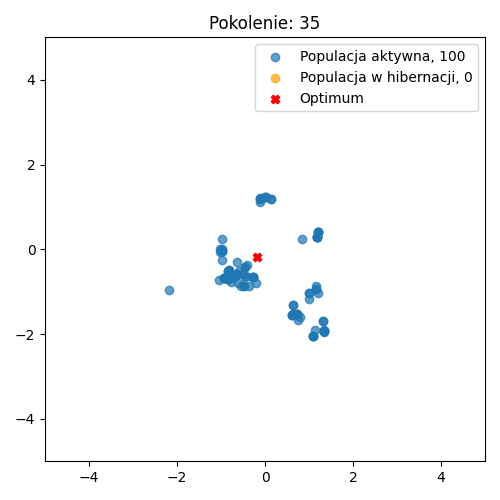 Pokolenie: 35
Populacja aktywna, 100
Populacja w hibernacji, 0
Optimum
4
2
0
−2
−4
−4 −2 0 2 4